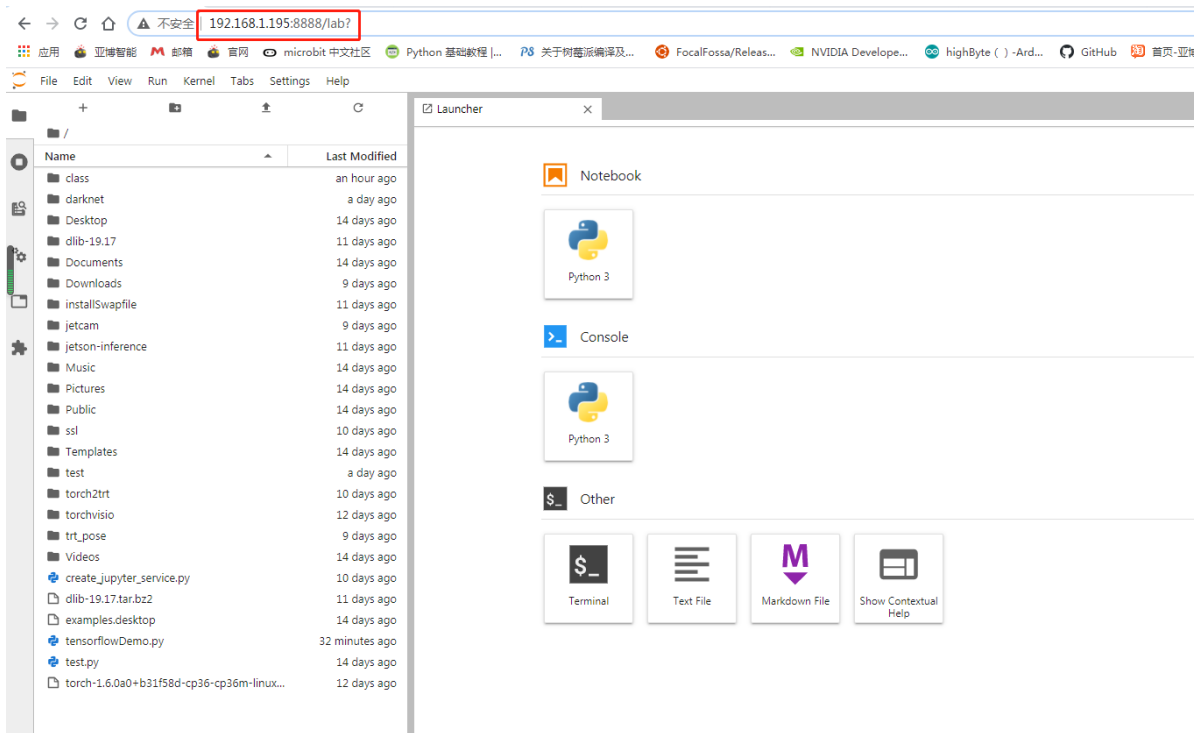 不安全 192.168.1.195:8888/lab?
应用 亚博智能 邮箱 官网 microbit 中文社区 Python 基础教程 |... 关于树莓派编译及... FocalFossa/Releas... NVIDIA Develope... highByte ( ) -Ard... GitHub 首页-亚博
File Edit View Run Kernel Tabs Settings Help
Launcher
/
Name Last Modified
class an hour ago
darknet a day ago
Desktop 14 days ago
dlib-19.17 11 days ago
Documents 14 days ago
Downloads 9 days ago
installSwapfile 11 days ago
jetcam 9 days ago
jetson-inference 11 days ago
Music 14 days ago
Pictures 14 days ago
Public 14 days ago
ssl 10 days ago
Templates 14 days ago
test a day ago
torch2trt 10 days ago
torchvisio 12 days ago
trt_pose 9 days ago
Videos 14 days ago
create_jupyter_service.py 10 days ago
dlib-19.17.tar.bz2 11 days ago
examples.desktop 14 days ago
tensorflowDemo.py 32 minutes ago
test.py 14 days ago
torch-1.6.0a0+b31f58d-cp36-cp36m-linux... 12 days ago
Notebook
Python 3
Console
Python 3
$_ Other
$_
Terminal
Text File
Markdown File
Show Contextual
Help